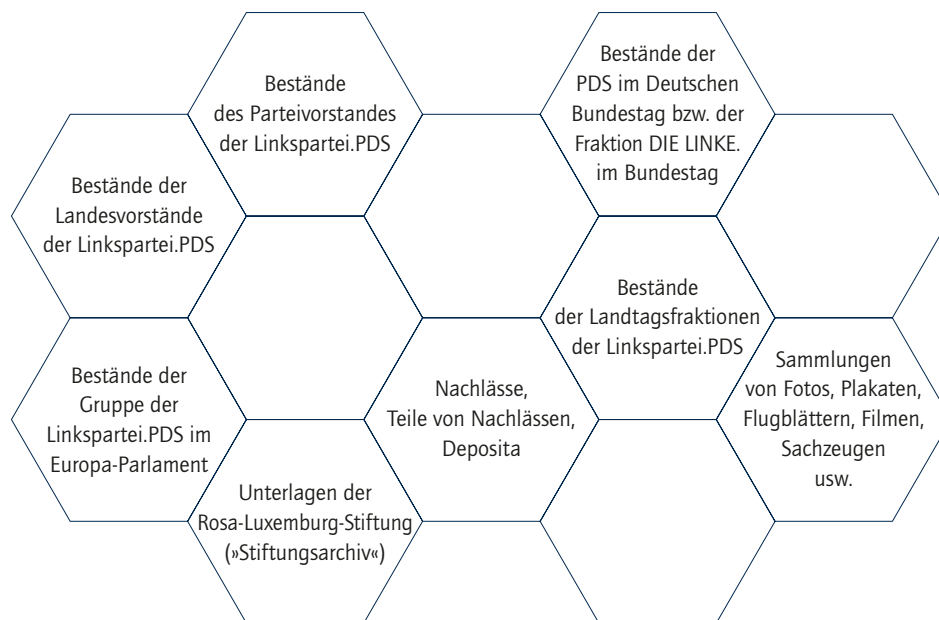 Bestände
des Parteivorstandes
der Linkspartei.PDS
Bestände der
PDS im Deutschen
Bundestag bzw. der
Fraktion DIE LINKE.
im Bundestag
Bestände der
Landesvorstände
der Linkspartei.PDS
Bestände
der Landtagsfraktionen
der Linkspartei.PDS
Bestände der
Gruppe der
Linkspartei.PDS im
Europa-Parlament
Nachlässe,
Teile von Nachlässen,
Deposita
Sammlungen
von Fotos, Plakaten,
Flugblättern, Filmen,
Sachzeugen
usw.
Unterlagen der
Rosa-Luxemburg-Stiftung
(»Stiftungsarchiv«)